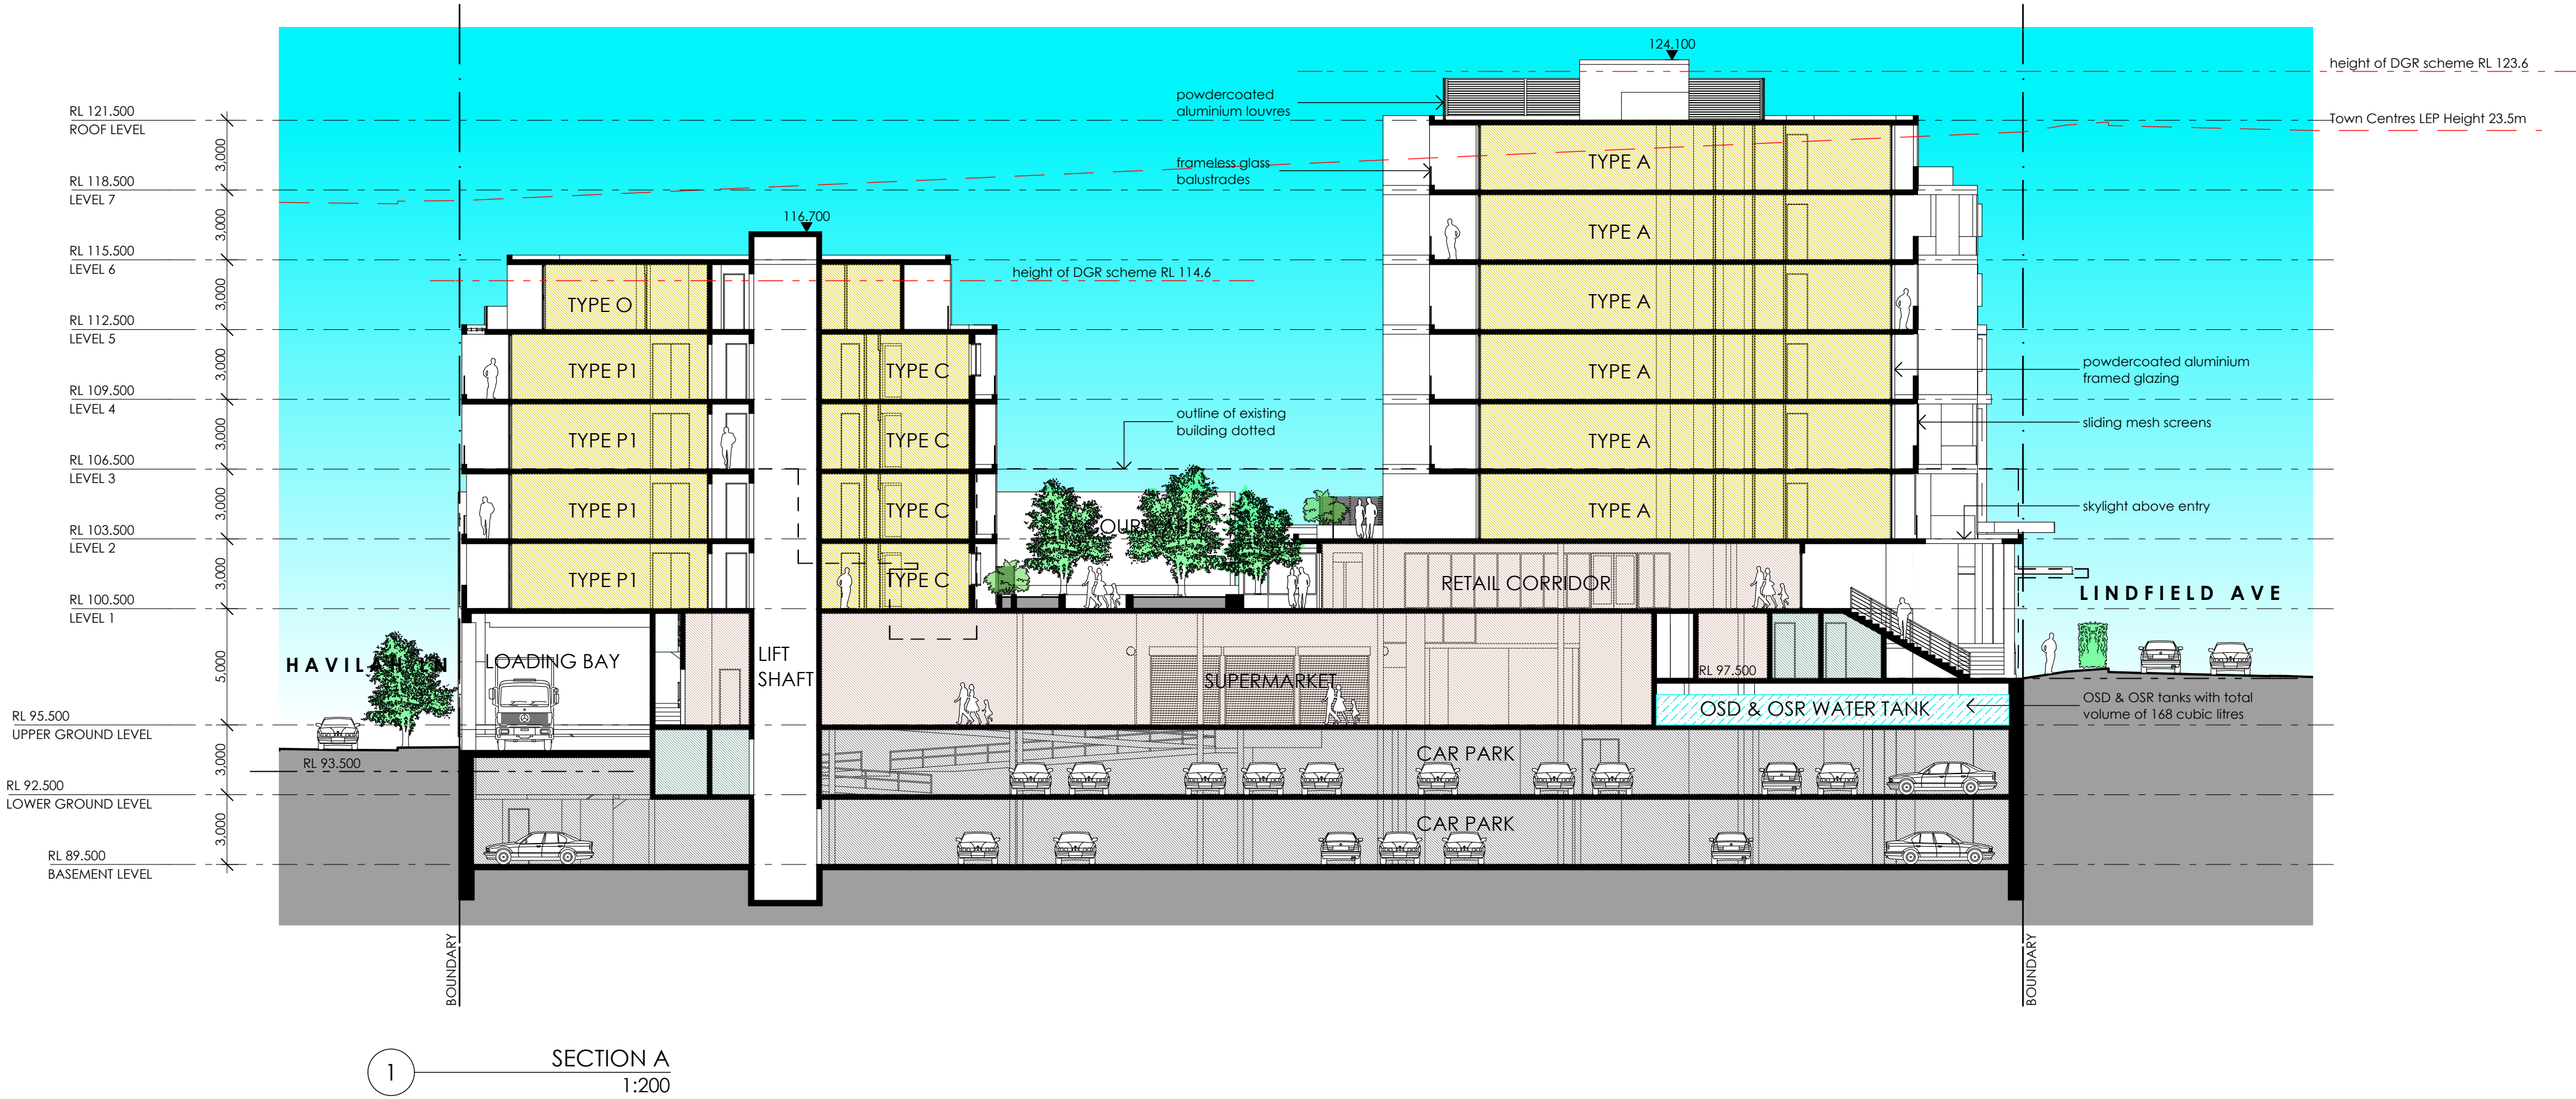 124.100
height of DGR scheme RL 123.6
powdercoated
aluminium louvres
RL 121.500
ROOF LEVEL
Town Centres LEP Height 23.5m
3,000
frameless glass
balustrades
TYPE A
RL 118.500
LEVEL 7
3,000
116.700
TYPE A
RL 115.500
LEVEL 6
height of DGR scheme RL 114.6
3,000
TYPE O
TYPE A
RL 112.500
LEVEL 5
3,000
TYPE P1
TYPE C
TYPE A
powdercoated aluminium
framed glazing
RL 109.500
LEVEL 4
outline of existing
building dotted
3,000
TYPE P1
TYPE C
TYPE A
sliding mesh screens
RL 106.500
LEVEL 3
3,000
TYPE P1
TYPE C
COURTYARD
TYPE A
skylight above entry
RL 103.500
LEVEL 2
3,000
TYPE P1
TYPE C
RETAIL CORRIDOR
LINDFIELD AVE
RL 100.500
LEVEL 1
5,000
HAVILAH LN
LOADING BAY
LIFT
SHAFT
SUPERMARKET
RL 97.500
OSD & OSR WATER TANK
OSD & OSR tanks with total
volume of 168 cubic litres
RL 95.500
UPPER GROUND LEVEL
3,000
RL 93.500
CAR PARK
RL 92.500
LOWER GROUND LEVEL
3,000
CAR PARK
RL 89.500
BASEMENT LEVEL
BOUNDARY
BOUNDARY
1
SECTION A
1:200